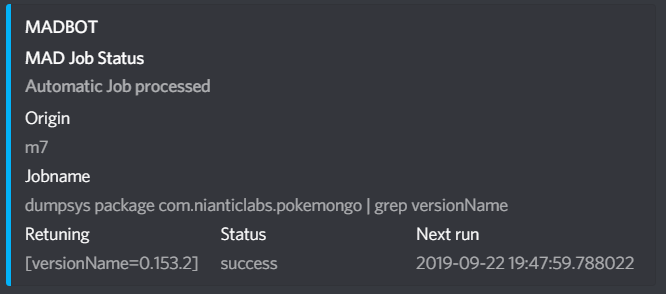 MADBOT
MAD Job Status
Automatic Job processed
Origin
m7
Jobname
dumpsys package com.nianticlabs.pokemongo | grep versionName
Retuning Status Next run
[versionName=0.153.2] success 2019-09-22 19:47:59.788022